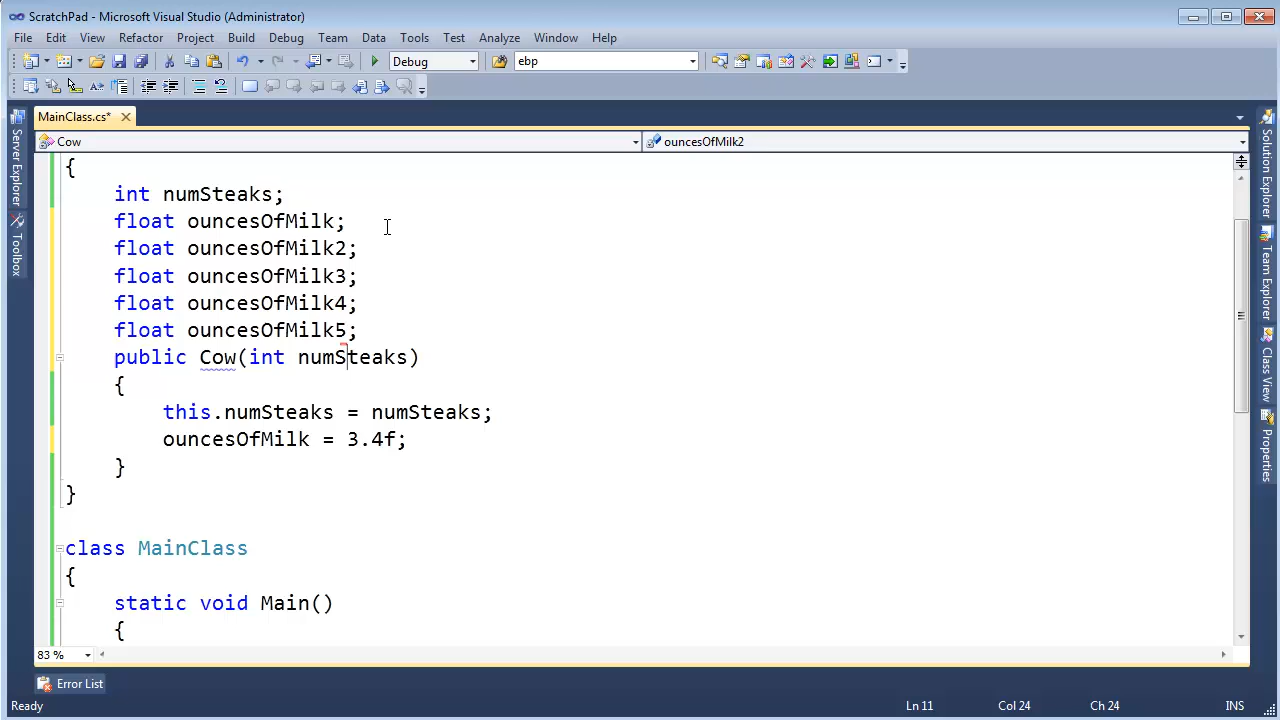 ScratchPad - Microsoft Visual Studio (Administrator)
File Edit View Refactor Project Build Debug Team Data Tools Test Analyze Window Help
Debug ebp
MainClass.cs*
Cow ouncesOfMilk2
{
int numSteaks;
float ouncesOfMilk;
float ouncesOfMilk2;
float ouncesOfMilk3;
float ouncesOfMilk4;
float ouncesOfMilk5;
public Cow(int numSteaks)
{
this.numSteaks = numSteaks;
ouncesOfMilk = 3.4f;
}
}
class MainClass
{
static void Main()
{
83 %
Server Explorer
Toolbox
Solution Explorer
Team Explorer
Class View
Properties
Error List
Ready Ln 11 Col 24 Ch 24 INS